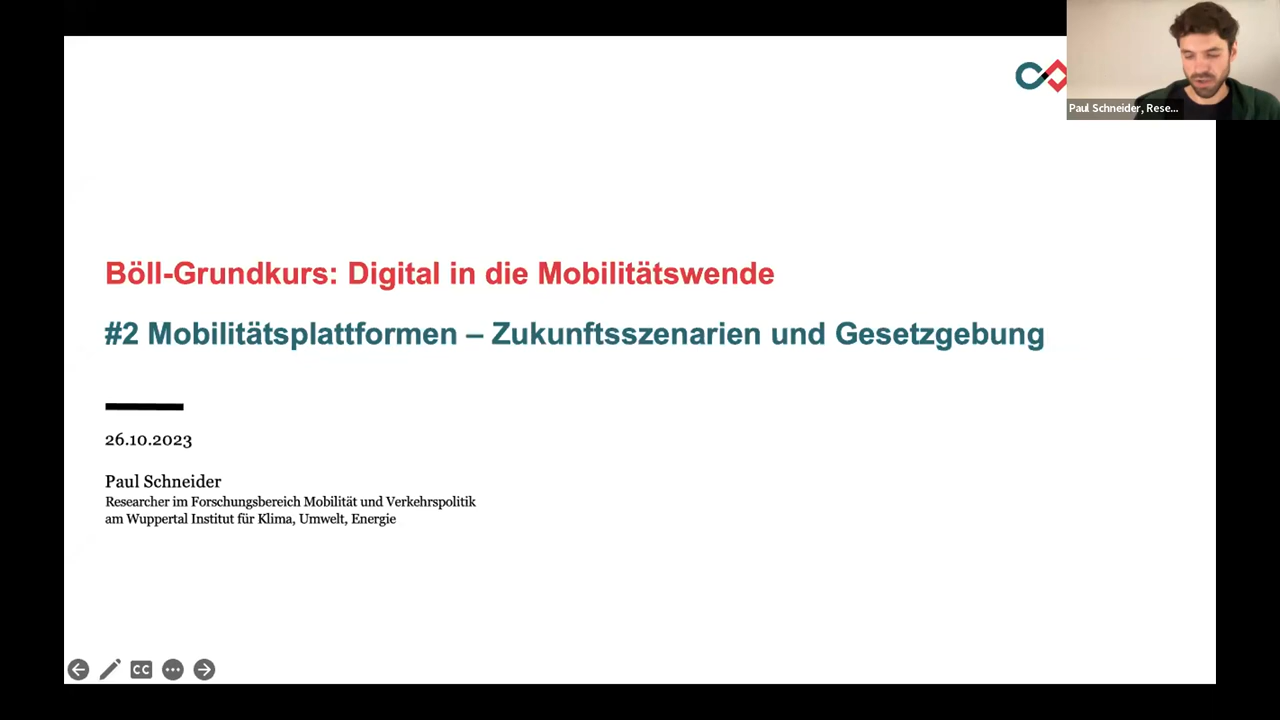 Paul Schneider, Rese...
Böll-Grundkurs: Digital in die Mobilitätswende
#2 Mobilitätsplattformen – Zukunftsszenarien und Gesetzgebung
26.10.2023
Paul Schneider
Researcher im Forschungsbereich Mobilität und Verkehrspolitik
am Wuppertal Institut für Klima, Umwelt, Energie
CC